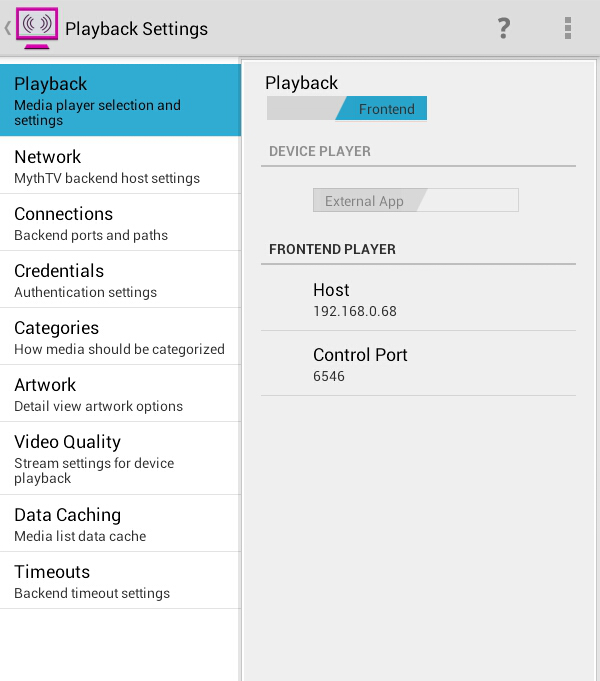 Playback Settings
?
Playback
Media player selection and
settings
Network
MythTV backend host settings
Connections
Backend ports and paths
Credentials
Authentication settings
Categories
How media should be categorized
Artwork
Detail view artwork options
Video Quality
Stream settings for device
playback
Data Caching
Media list data cache
Timeouts
Backend timeout settings
Playback
Frontend
DEVICE PLAYER
External App
FRONTEND PLAYER
Host
192.168.0.68
Control Port
6546